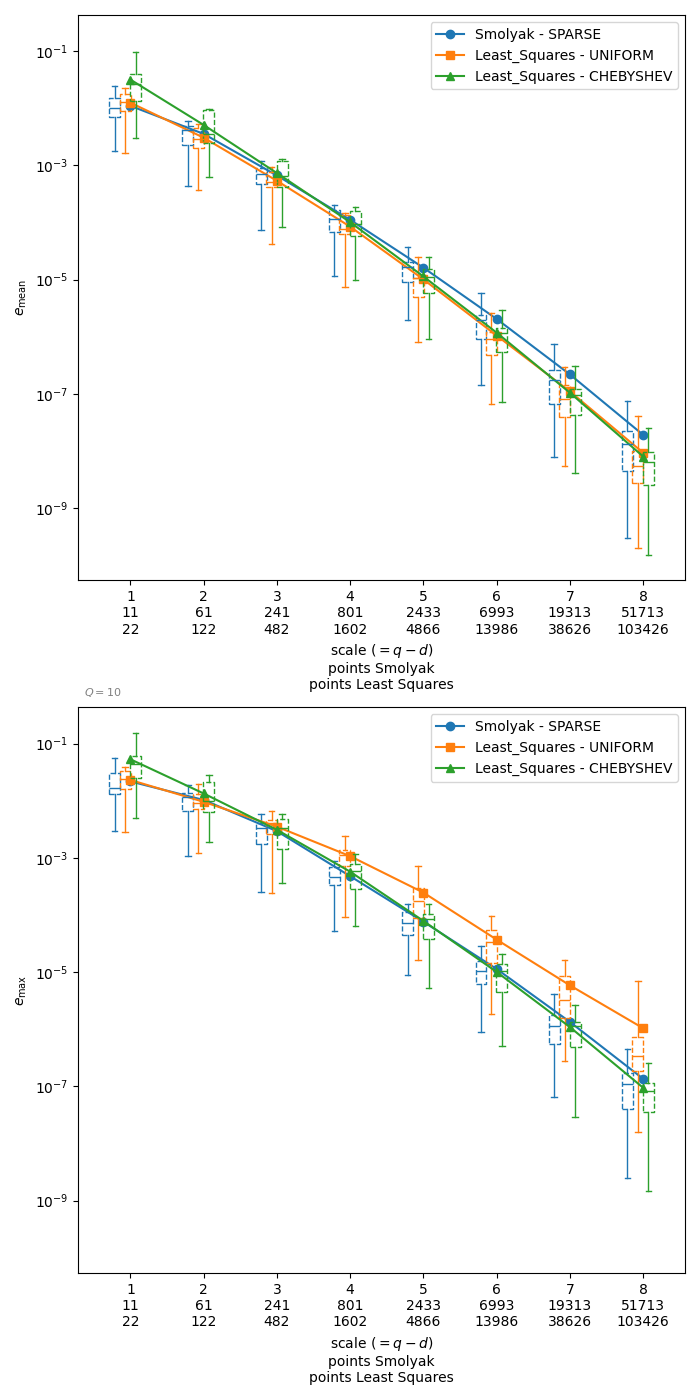 Smolyak - SPARSE
Least_Squares - UNIFORM
Least_Squares - CHEBYSHEV
10⁻¹
10⁻³
10⁻⁵
10⁻⁷
10⁻⁹
e_mean
1 2 3 4 5 6 7 8
11 61 241 801 2433 6993 19313 51713
22 122 482 1602 4866 13986 38626 103426
scale (= q − d)
points Smolyak
points Least Squares
Q = 10
Smolyak - SPARSE
Least_Squares - UNIFORM
Least_Squares - CHEBYSHEV
10⁻¹
10⁻³
10⁻⁵
10⁻⁷
10⁻⁹
e_max
1 2 3 4 5 6 7 8
11 61 241 801 2433 6993 19313 51713
22 122 482 1602 4866 13986 38626 103426
scale (= q − d)
points Smolyak
points Least Squares